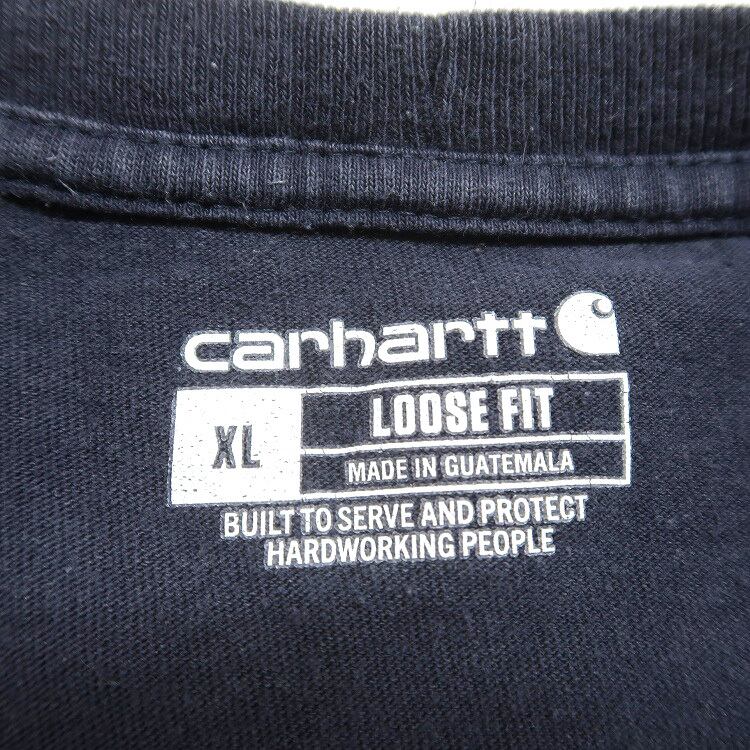 carhartt
XL
LOOSE FIT
MADE IN GUATEMALA
BUILT TO SERVE AND PROTECT
HARDWORKING PEOPLE